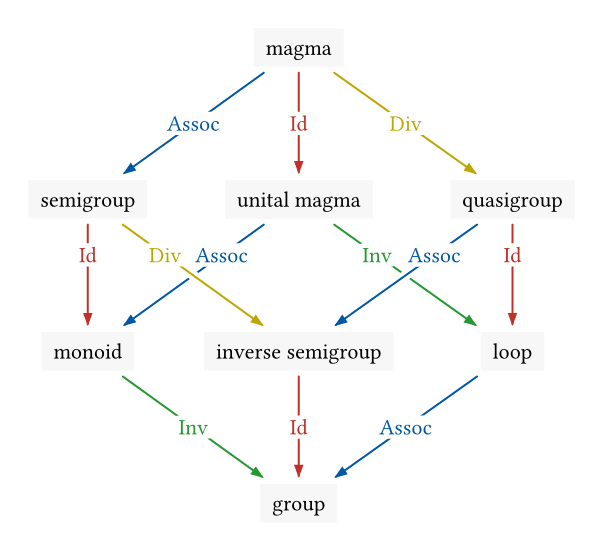 magma
Assoc
Id
Div
semigroup
unital magma
quasigroup
Id
Div
Assoc
Inv
Assoc
Id
monoid
inverse semigroup
loop
Inv
Id
Assoc
group